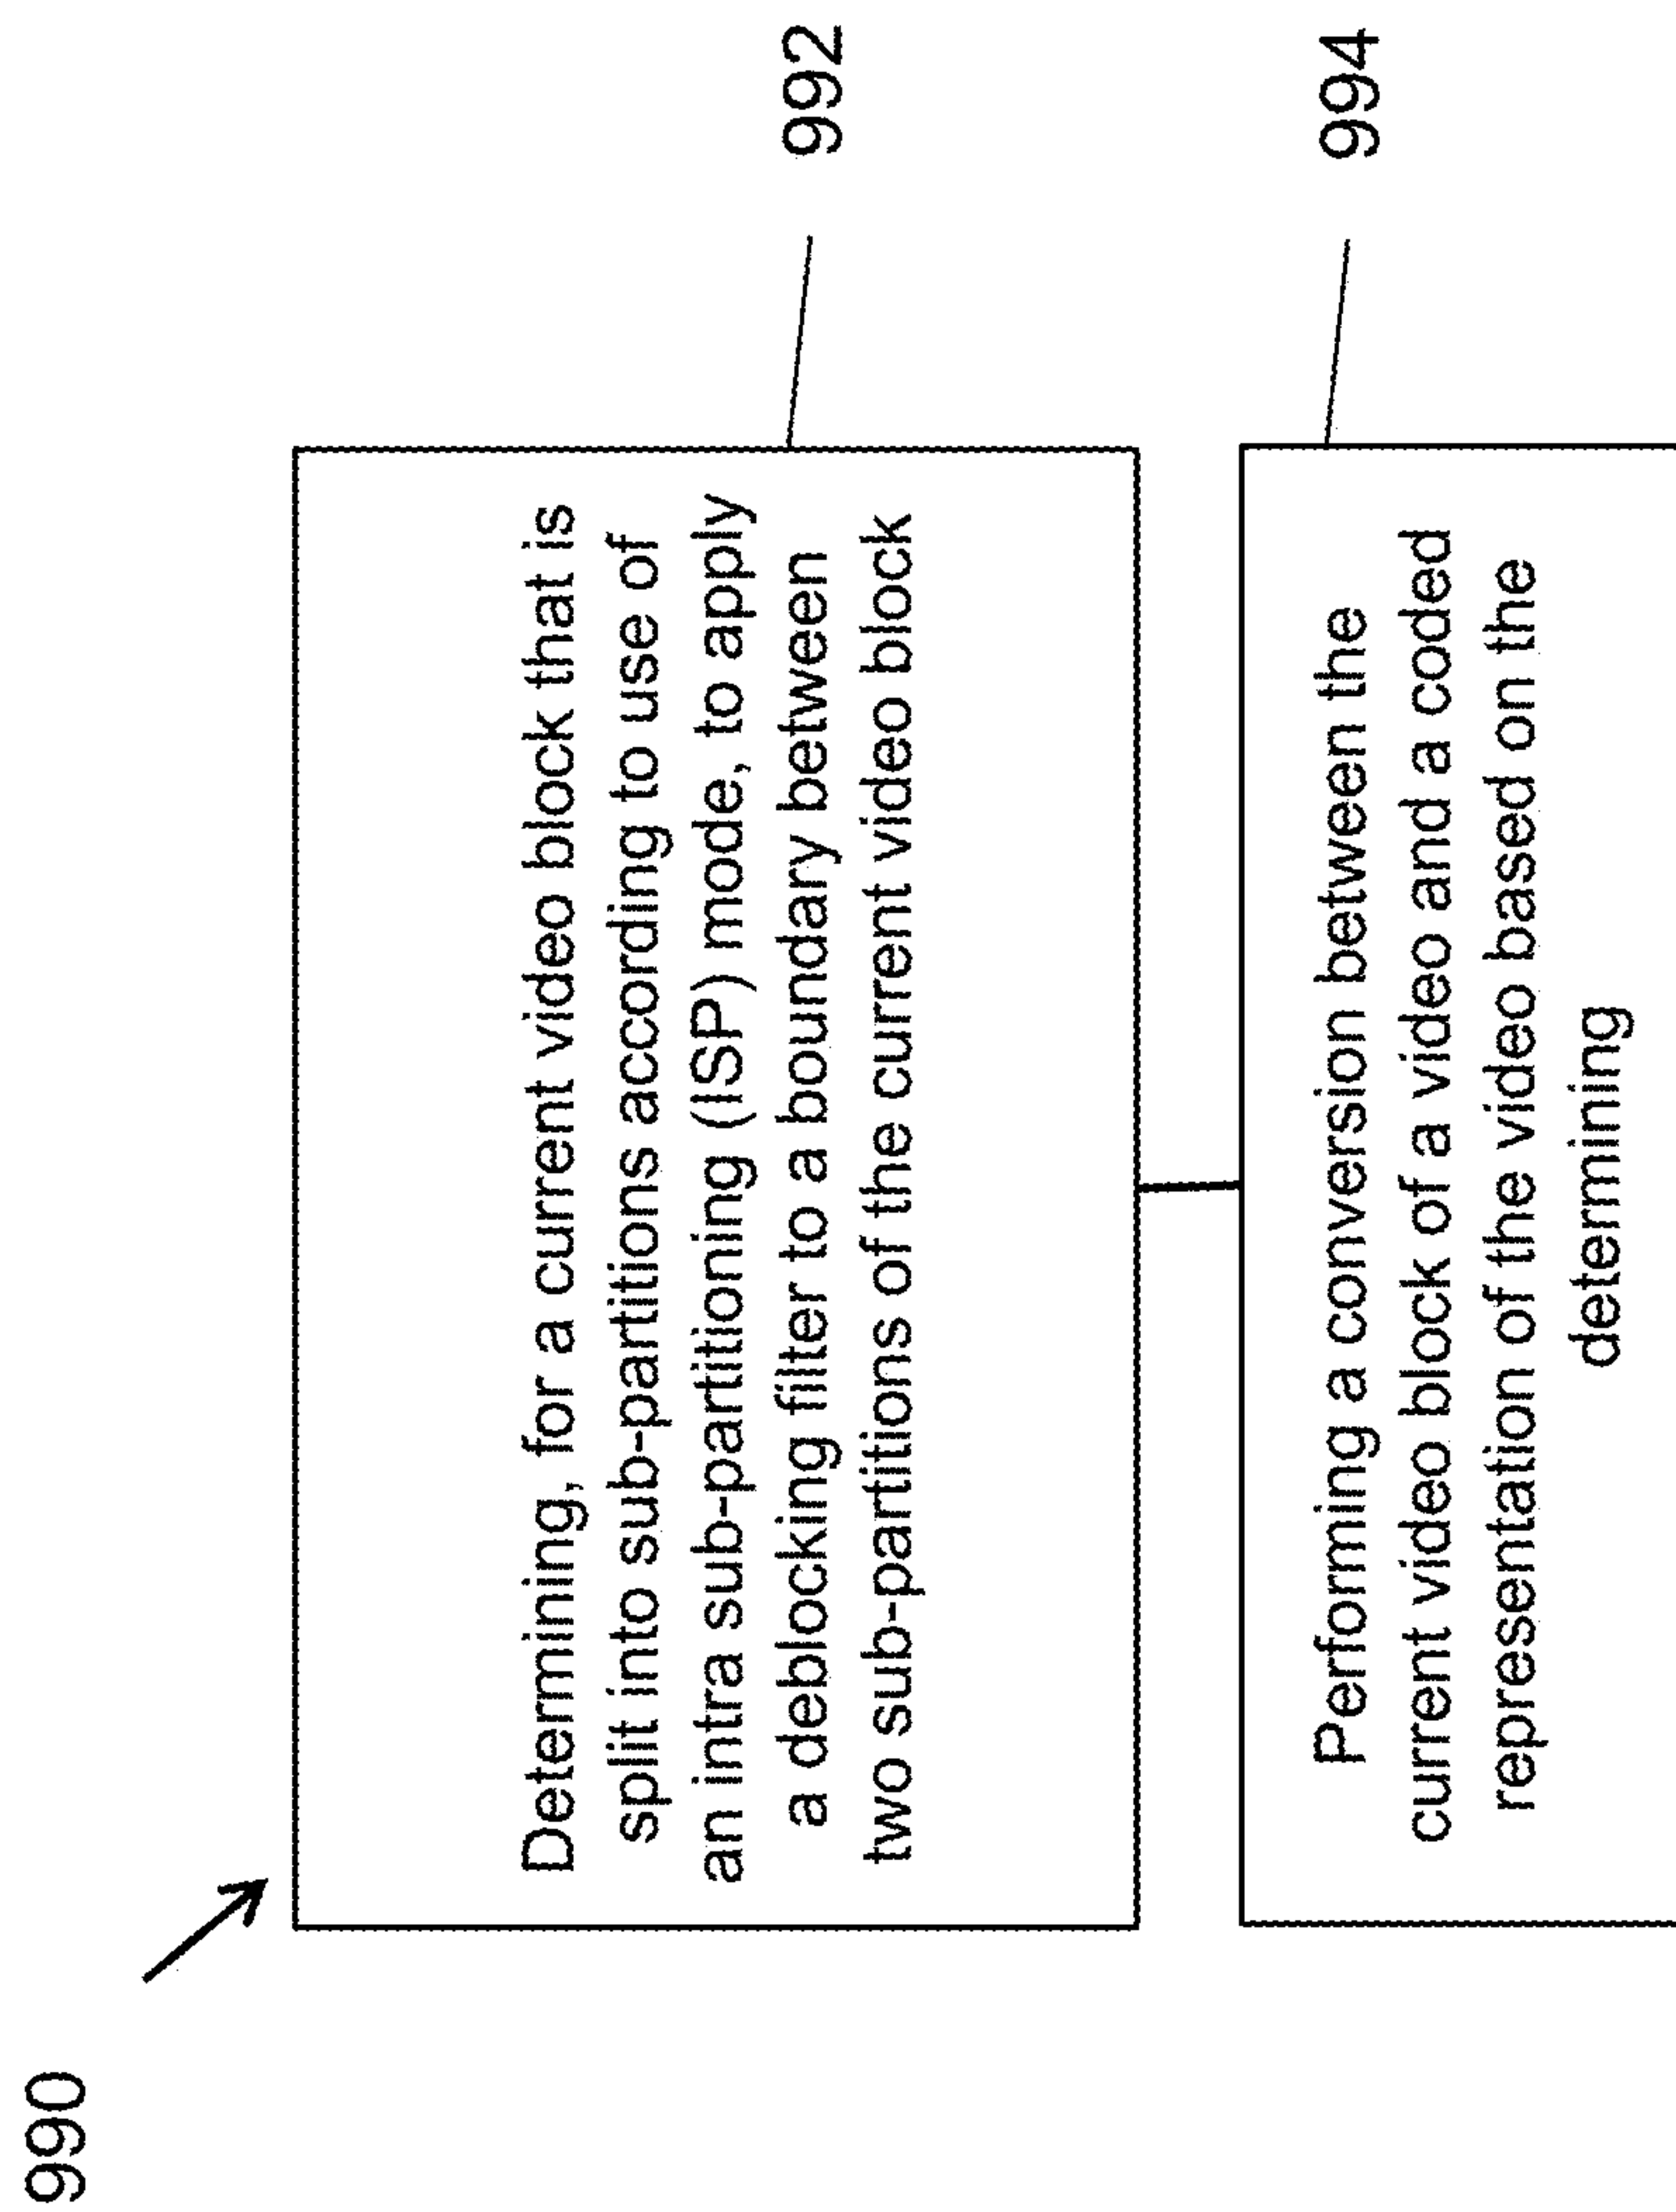 990
Determining, for a current video block that is
split into sub-partitions according to use of
an intra sub-partitioning (ISP) mode, to apply
a deblocking filter to a boundary between
two sub-partitions of the current video block
992
Performing a conversion between the
current video block of a video and a coded
representation of the video based on the
determining
994